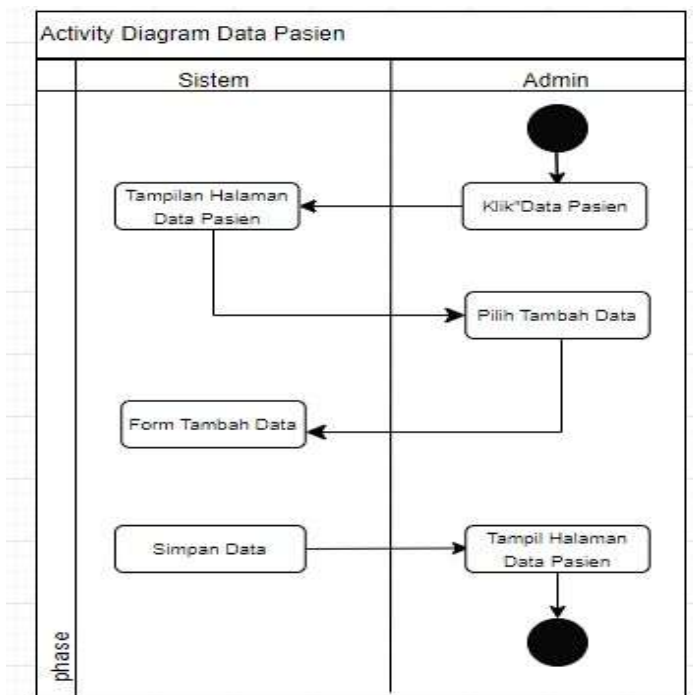 Activity Diagram Data Pasien
Sistem
Admin
Klik"Data Pasien
Tampilan Halaman
Data Pasien
Pilih Tambah Data
Form Tambah Data
Simpan Data
Tampil Halaman
Data Pasien
phase